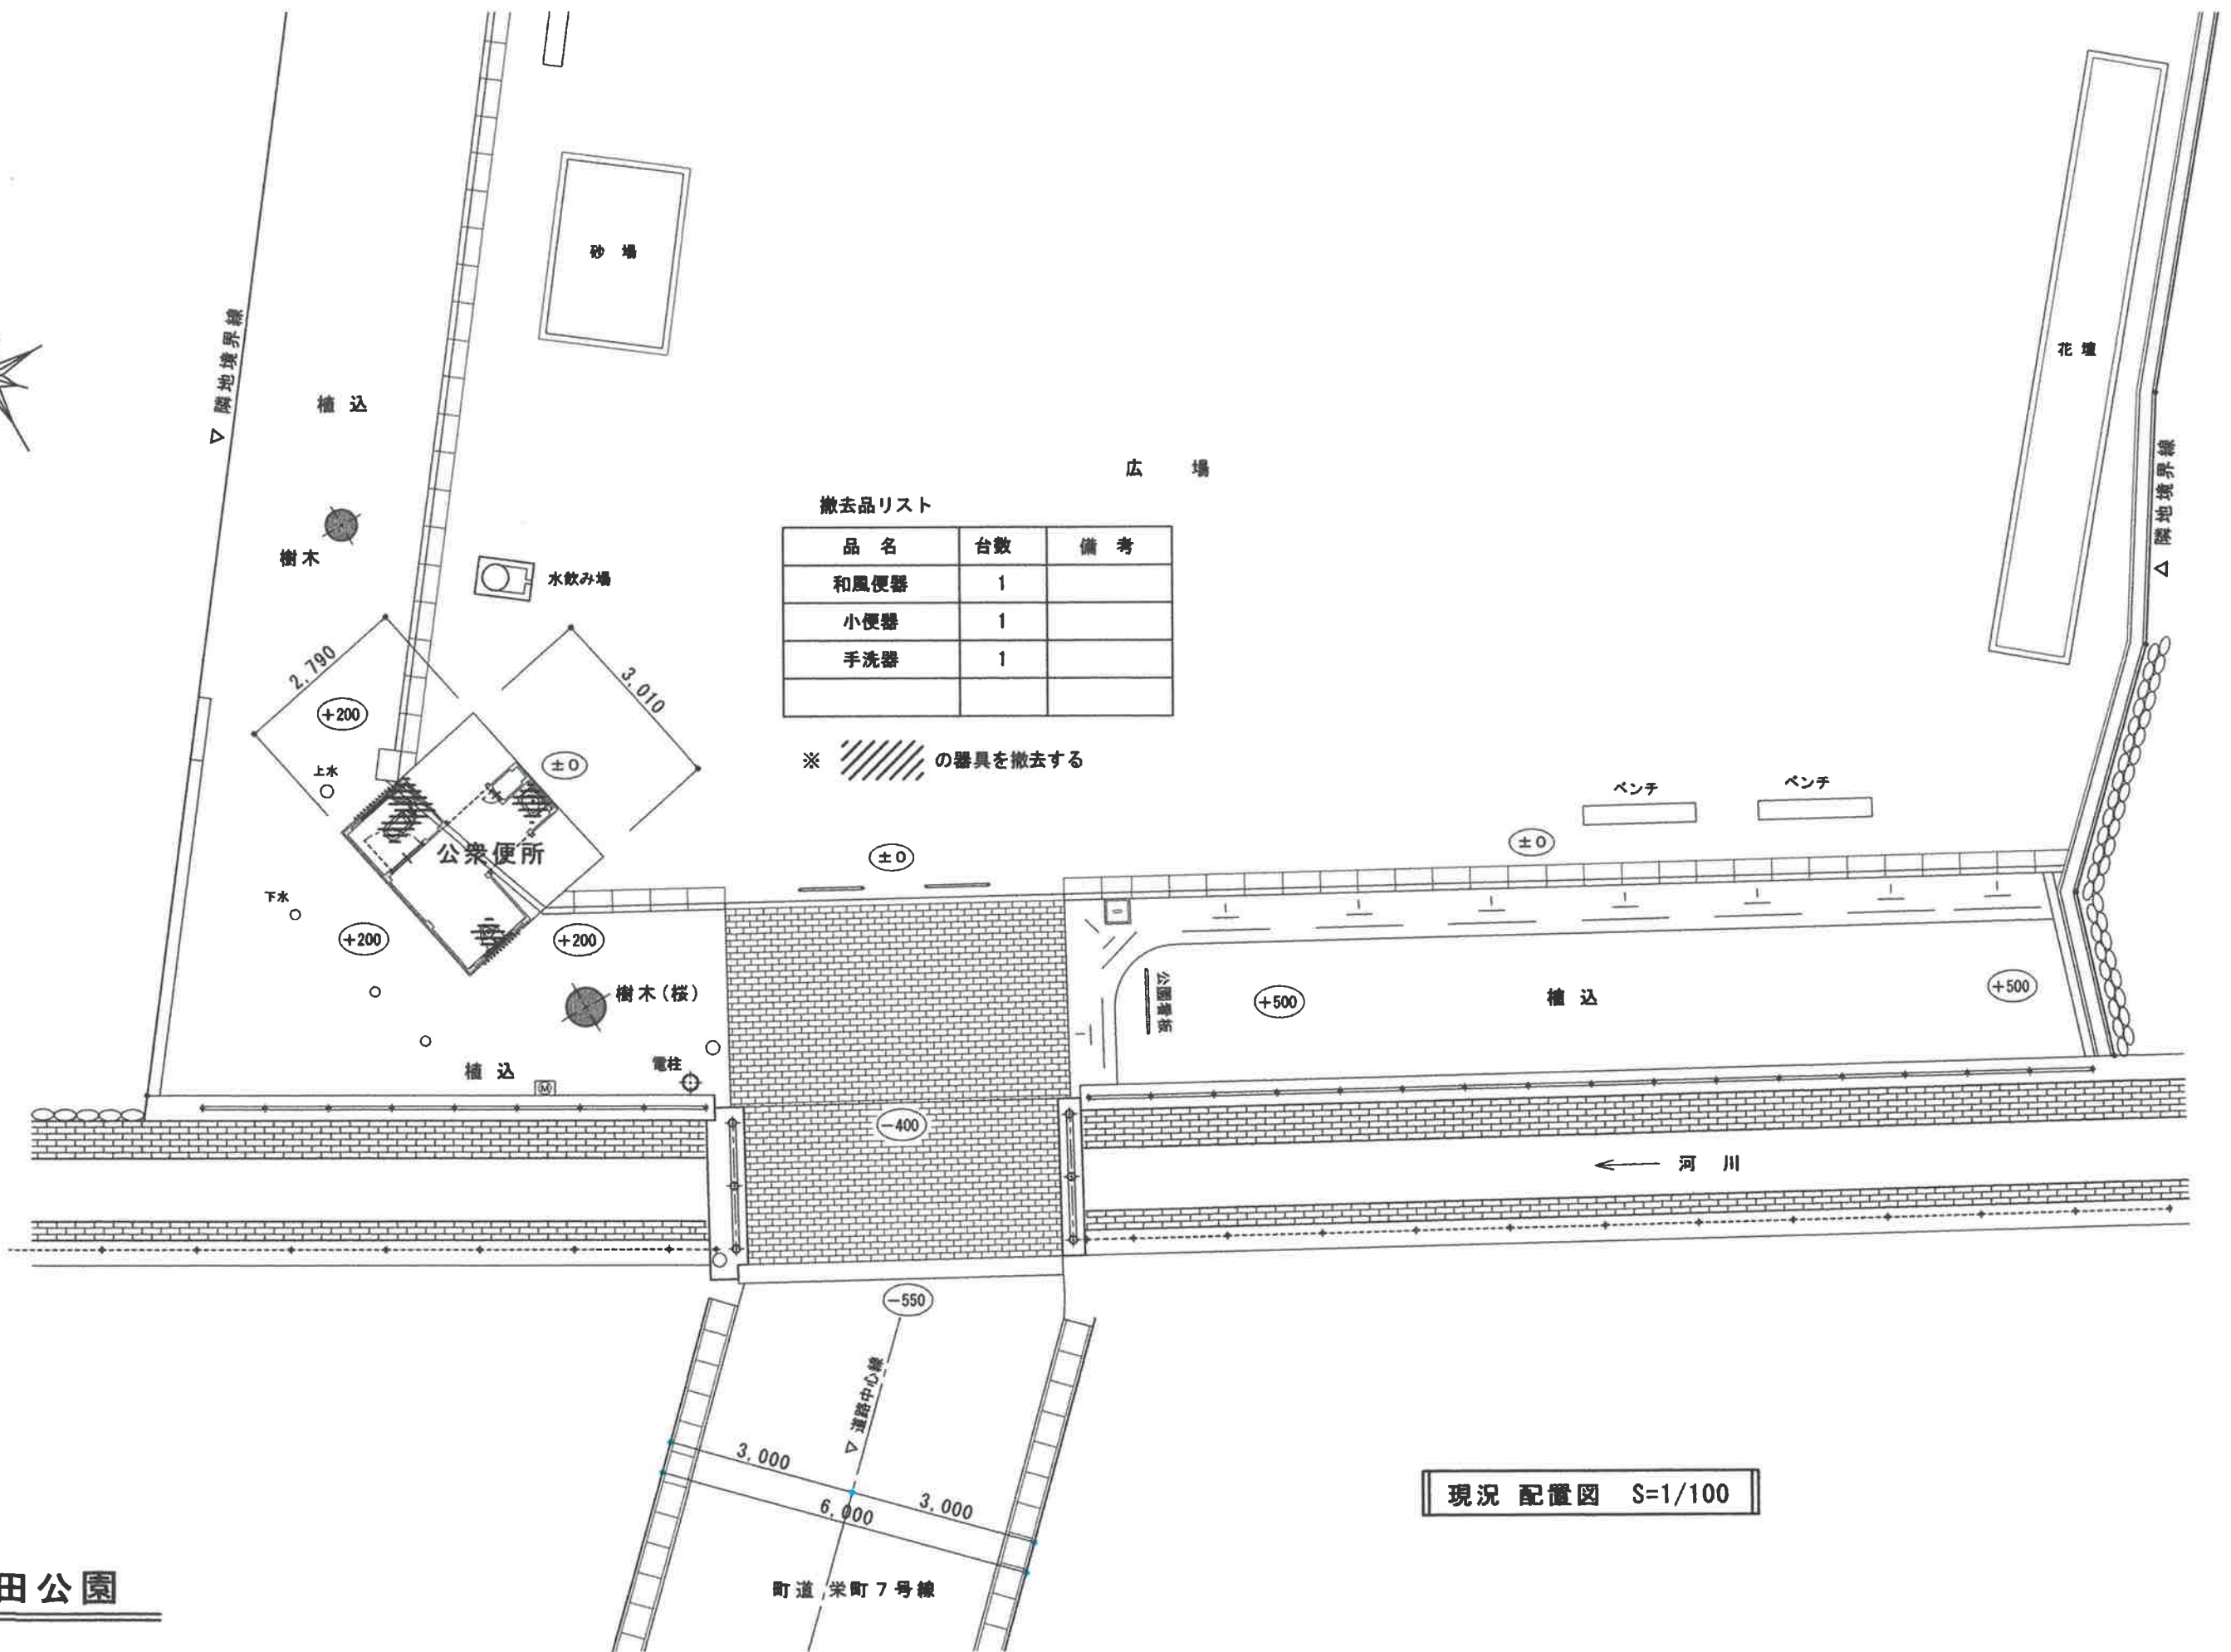 砂 場
▽ 隣地境界線
植 込
花 壇
広 場
▽ 隣地境界線
撤去品リスト
品 名 台数 備 考
和風便器 1
小便器 1
手洗器 1
※ の器具を撤去する
樹木
水飲み場
2,790
3,010
+200
±0
上水
公衆便所
下水
+200
+200
樹木(桜)
植 込
電柱
M
±0
ベンチ
ベンチ
±0
公園看板
+500
植 込
+500
-400
← 河 川
-550
▽ 道路中心線
3,000
3,000
6,000
町道 栄町7号線
現況 配置図 S=1/100
田公園